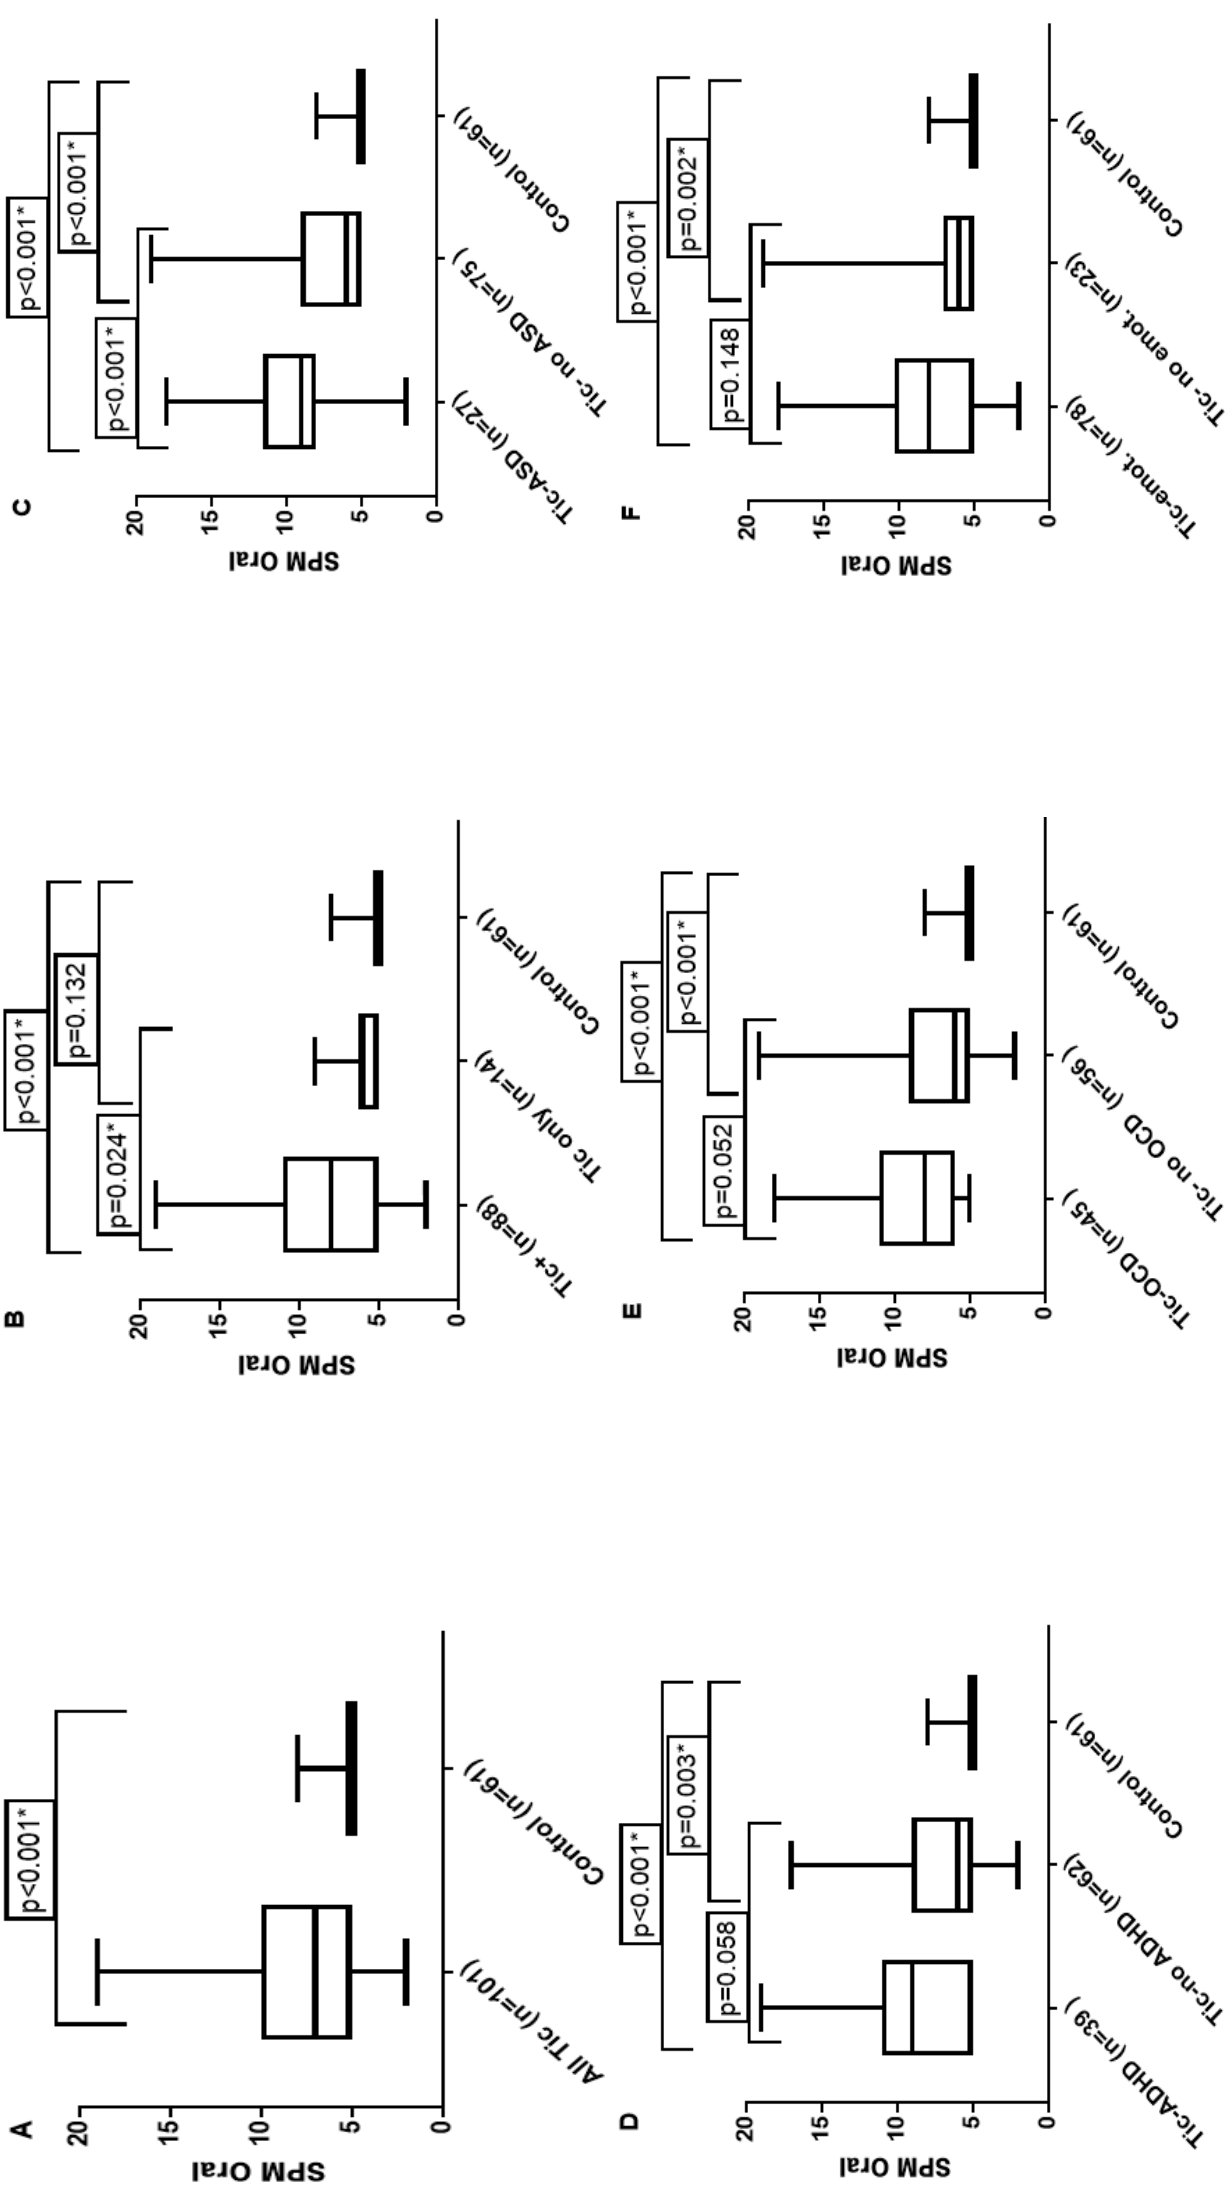 A
p<0.001*
SPM Oral
20
15
10
5
0
All Tic (n=101)
Control (n=61)
B
p<0.001*
p=0.132
p=0.024*
SPM Oral
20
15
10
5
0
Tic+ (n=88)
Tic only (n=14)
Control (n=61)
C
p<0.001*
p<0.001*
p<0.001*
SPM Oral
20
15
10
5
0
Tic-ASD (n=27)
Tic- no ASD (n=75)
Control (n=61)
D
p<0.001*
p=0.003*
p=0.058
SPM Oral
20
15
10
5
0
Tic-ADHD (n=39)
Tic-no ADHD (n=62)
Control (n=61)
E
p<0.001*
p<0.001*
p=0.052
SPM Oral
20
15
10
5
0
Tic-OCD (n=45)
Tic- no OCD (n=56)
Control (n=61)
F
p<0.001*
p=0.002*
p=0.148
SPM Oral
20
15
10
5
0
Tic-emot. (n=78)
Tic- no emot. (n=23)
Control (n=61)